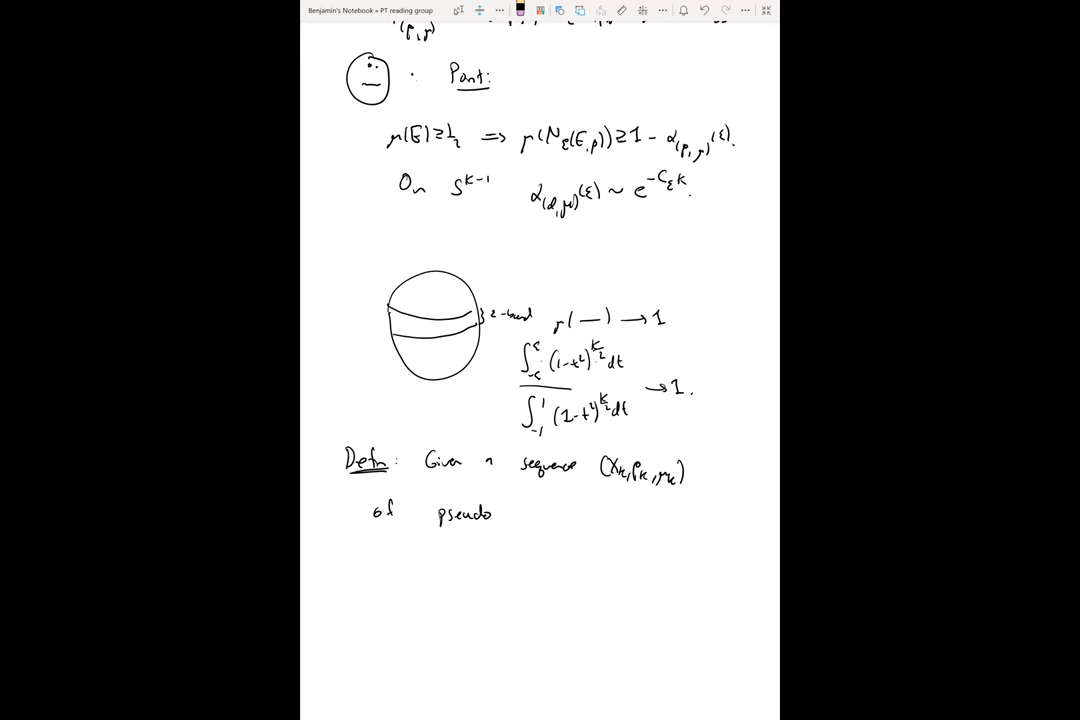 Benjamin's Notebook » PT reading group
(ρ,μ)
Point:
μ(E) ≥ 1/2 ⇒ μ(N_ε(E,ρ)) ≥ 1 - α_(ρ,μ)(ε).
On S^{k-1} α_(d,μ)(ε) ~ e^{-C_ε k}.
ε-band μ( — ) → 1
∫_{-ε}^{ε} (1-t²)^{k/2} dt
→ 1.
∫_{-1}^{1} (1-t²)^{k/2} dt
Defn: Given a sequence (X_k, ρ_k, μ_k)
of pseudo